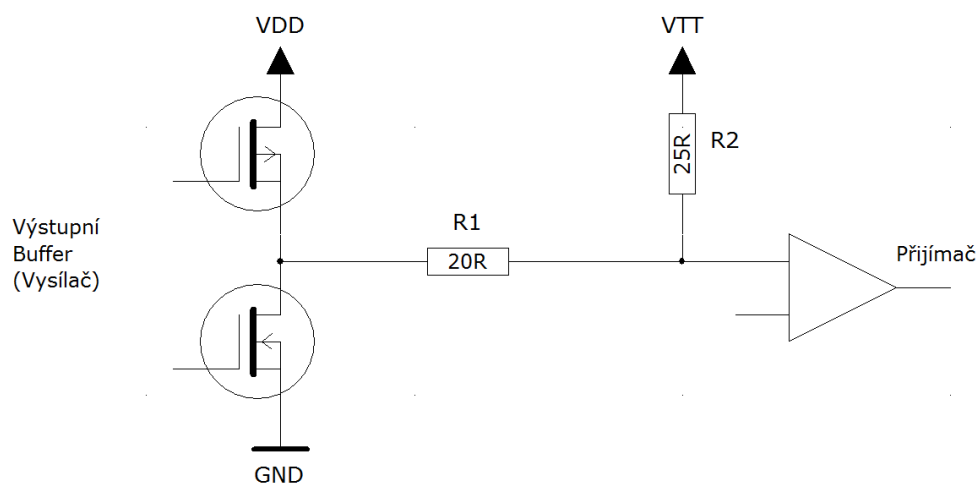 VDD
VTT
R2
25R
Výstupní
Buffer
(Vysílač)
R1
20R
Přijímač
GND